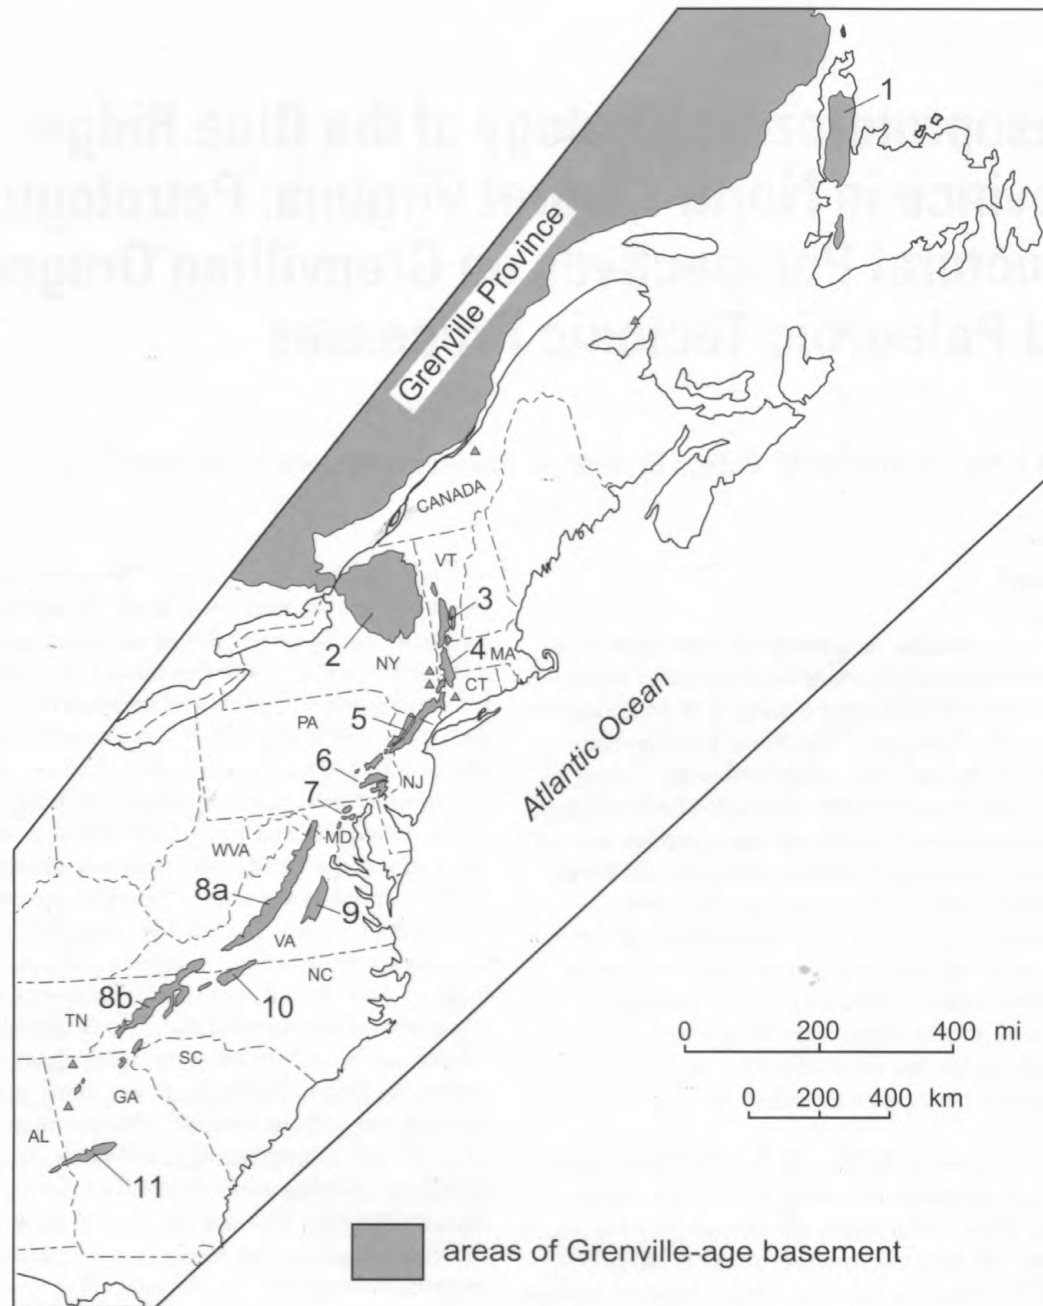 1
Grenville Province
CANADA
VT
3
2
NY
4
MA
CT
PA
5
Atlantic Ocean
6
NJ
7
MD
WVA
8a
9
VA
NC
8b
10
TN
SC
0 200 400 mi
GA
0 200 400 km
AL
11
areas of Grenville-age basement